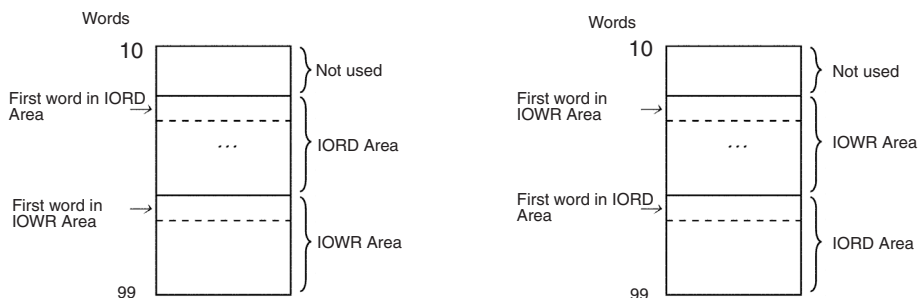 Words
10
Not used
First word in IORD
Area
...
IORD Area
First word in
IOWR Area
IOWR Area
99
Words
10
Not used
First word in
IOWR Area
...
IOWR Area
First word in IORD
Area
IORD Area
99